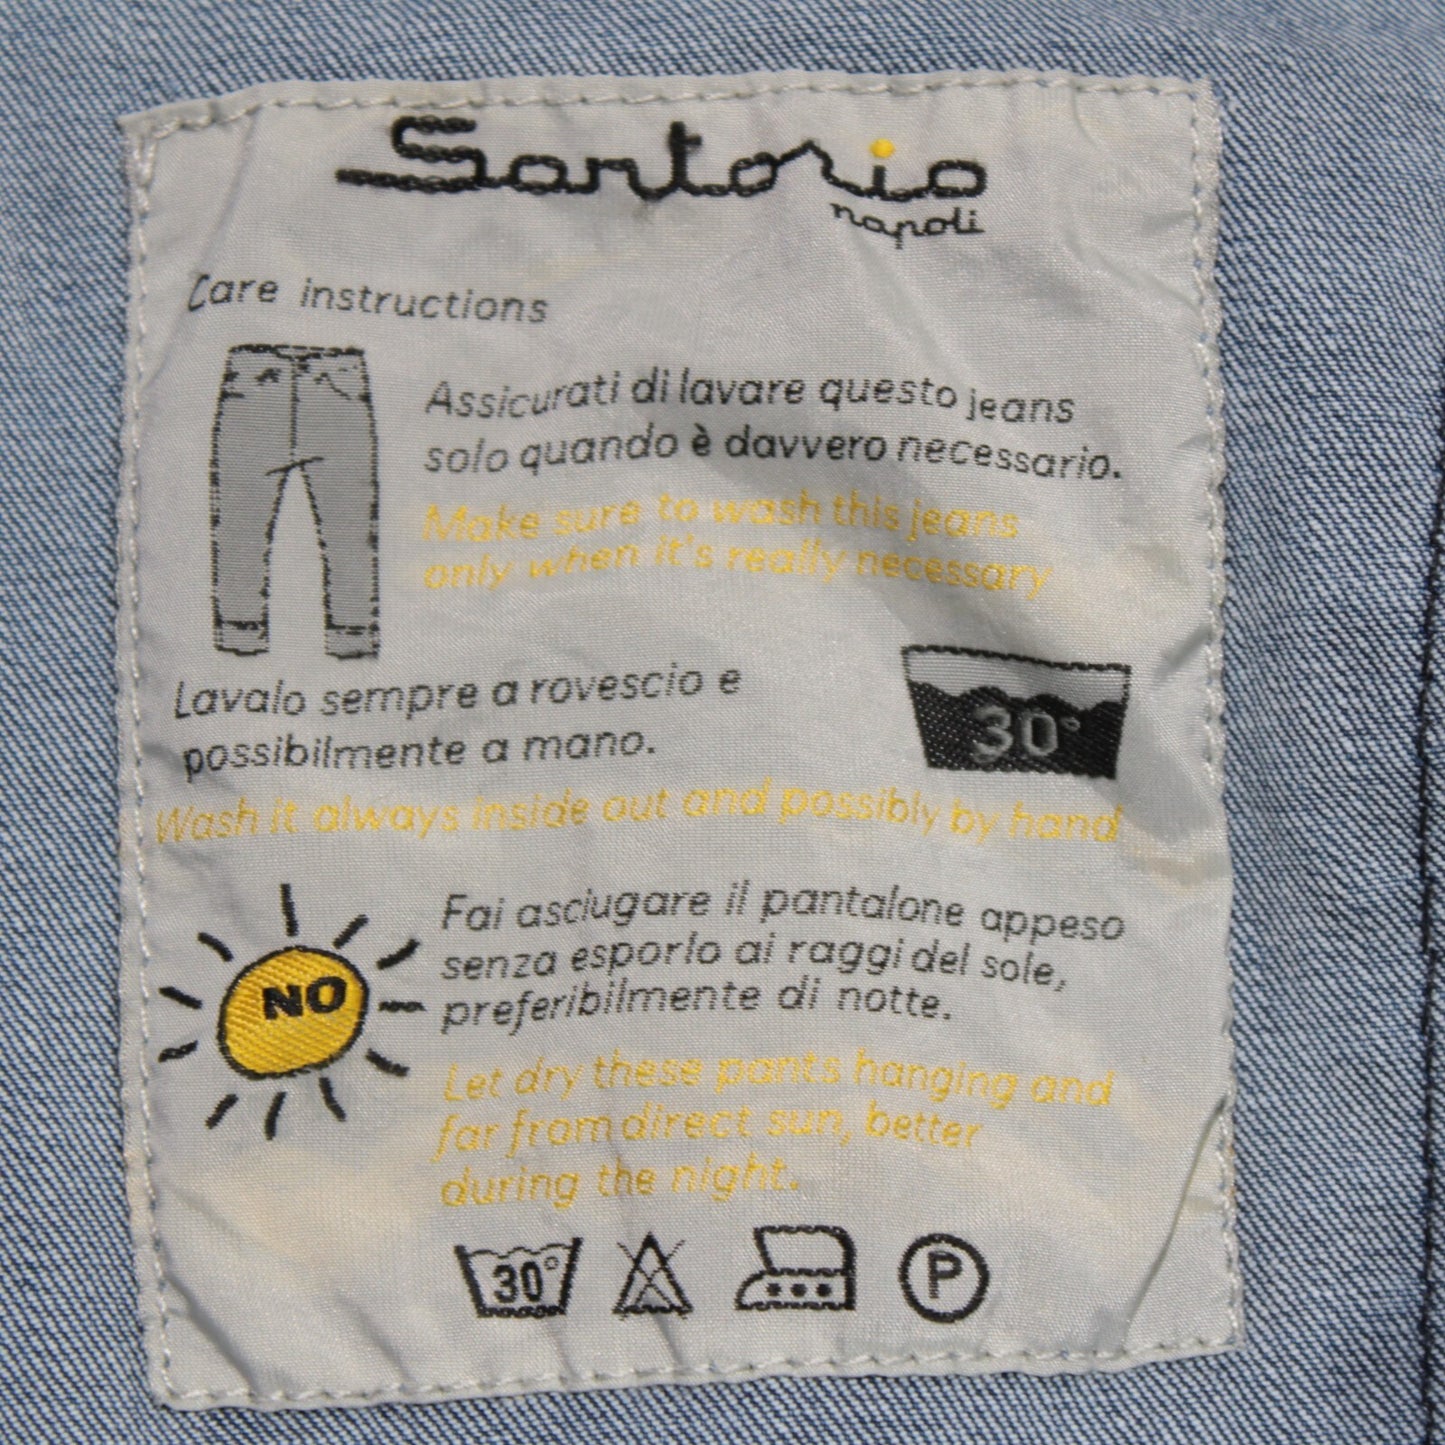 Sartorio
napoli
Care instructions
Assicurati di lavare questo jeans
solo quando è davvero necessario.
Make sure to wash this jeans
only when it's really necessary
Lavalo sempre a rovescio e
possibilmente a mano.
30°
Wash it always inside out and possibly by hand
NO
Fai asciugare il pantalone appeso
senza esporlo ai raggi del sole,
preferibilmente di notte.
Let dry these pants hanging and
far from direct sun, better
during the night.
30° P